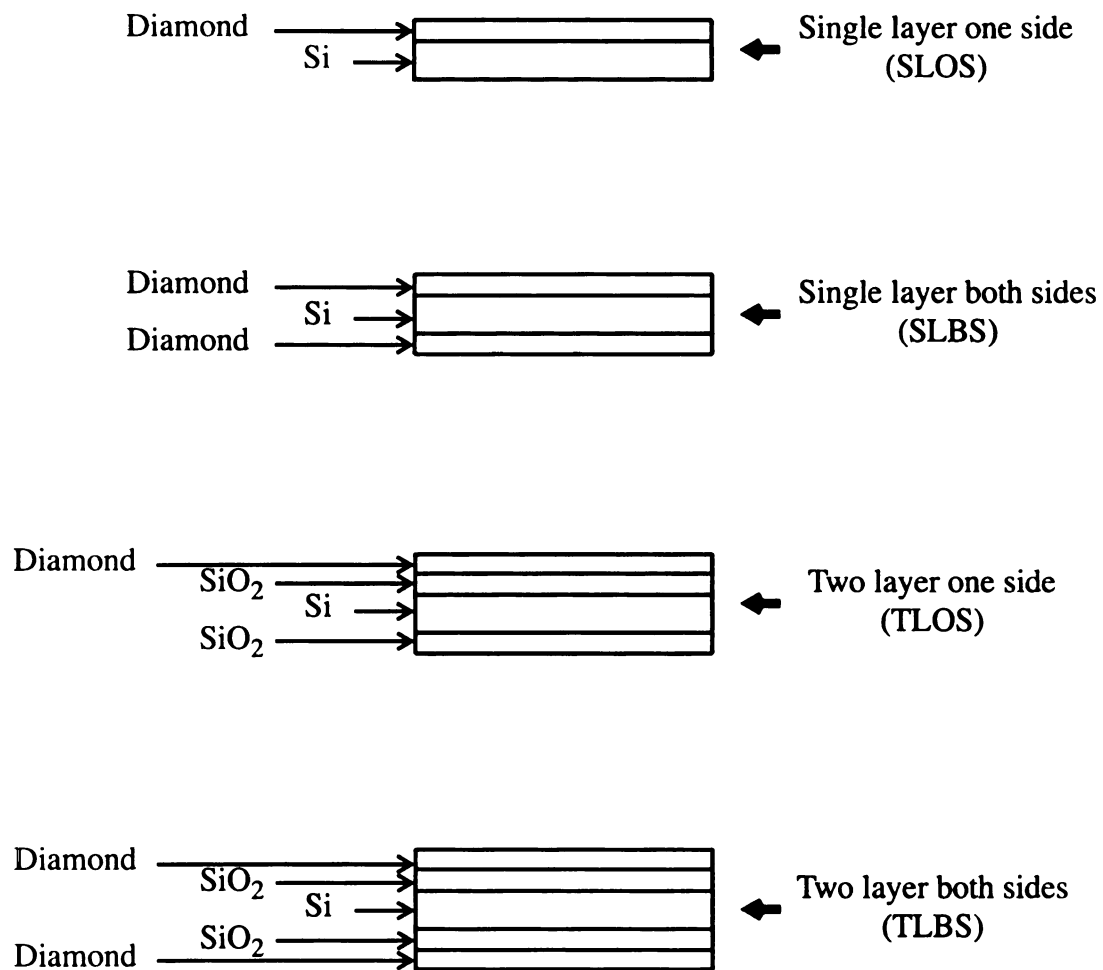 Diamond
Si
Single layer one side
(SLOS)
Diamond
Si
Diamond
Single layer both sides
(SLBS)
Diamond
SiO2
Si
SiO2
Two layer one side
(TLOS)
Diamond
SiO2
Si
SiO2
Diamond
Two layer both sides
(TLBS)